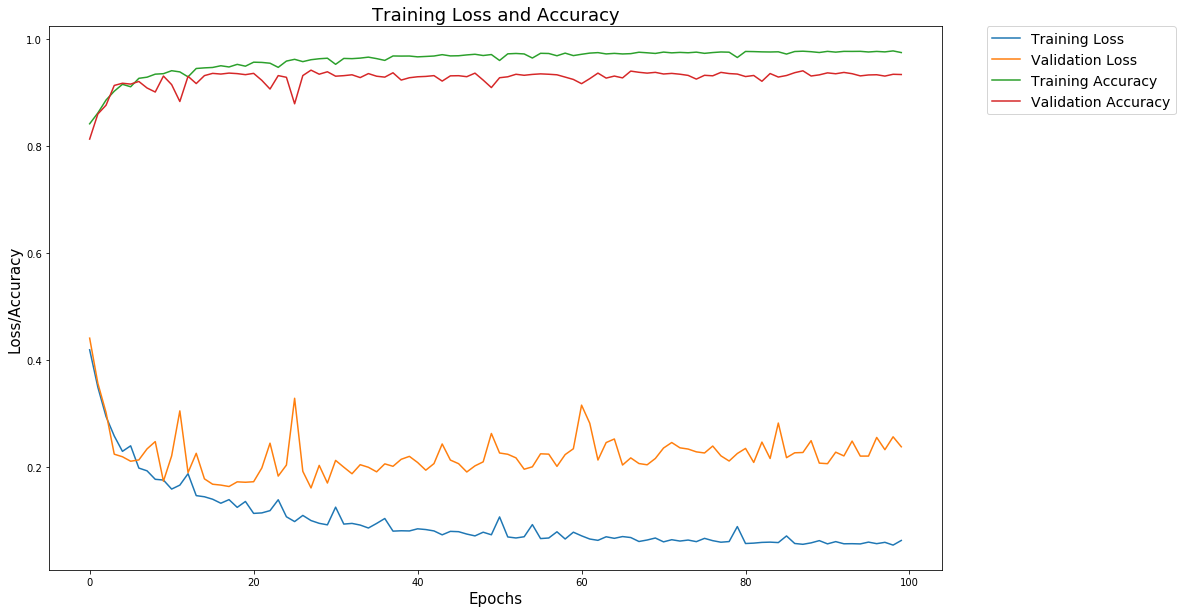 Training Loss and Accuracy
Training Loss
Validation Loss
Training Accuracy
Validation Accuracy
Loss/Accuracy
1.0
0.8
0.6
0.4
0.2
0
20
40
60
80
100
Epochs